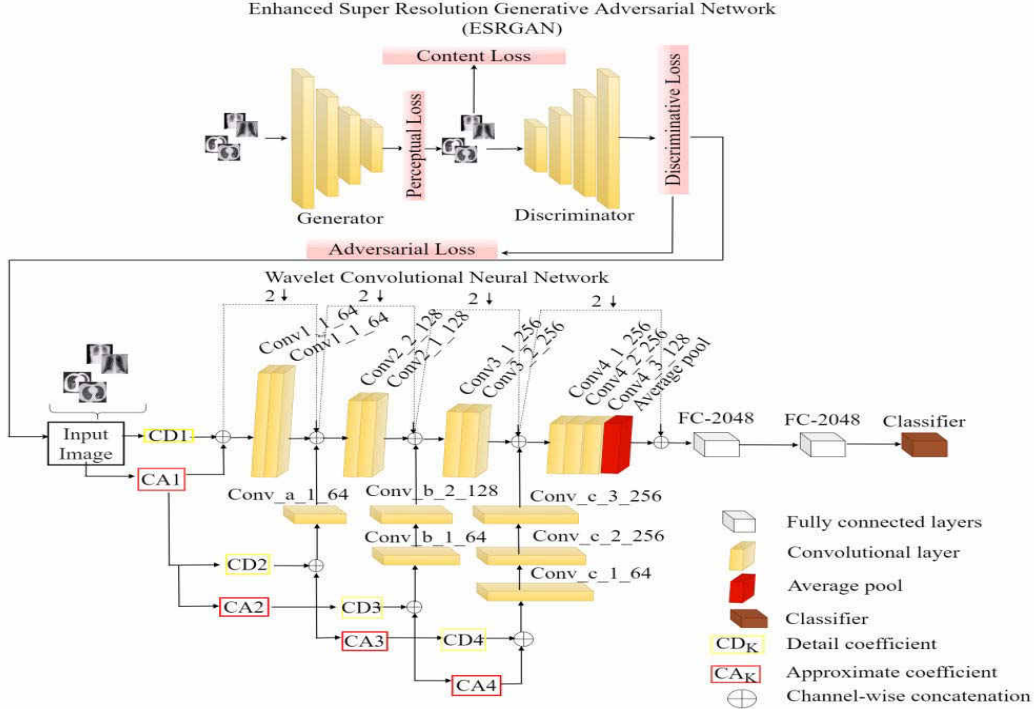 Enhanced Super Resolution Generative Adversarial Network
(ESRGAN)
Content Loss
Perceptual Loss
Discriminative Loss
Generator
Discriminator
Adversarial Loss
Wavelet Convolutional Neural Network
2
2
2
2
Conv1_1_64
Conv1_1_64
Conv2_2_128
Conv2_1_128
Conv3_1_256
Conv3_2_256
Conv4_1_256
Conv4_2_256
Conv4_3_128
Average pool
Input
Image
CD1
CA1
FC-2048
FC-2048
Classifier
Conv_a_1_64
Conv_b_2_128
Conv_c_3_256
Conv_b_1_64
Conv_c_2_256
Conv_c_1_64
CD2
CA2
CD3
CA3
CD4
CA4
Fully connected layers
Convolutional layer
Average pool
Classifier
CDK Detail coefficient
CAK Approximate coefficient
Channel-wise concatenation